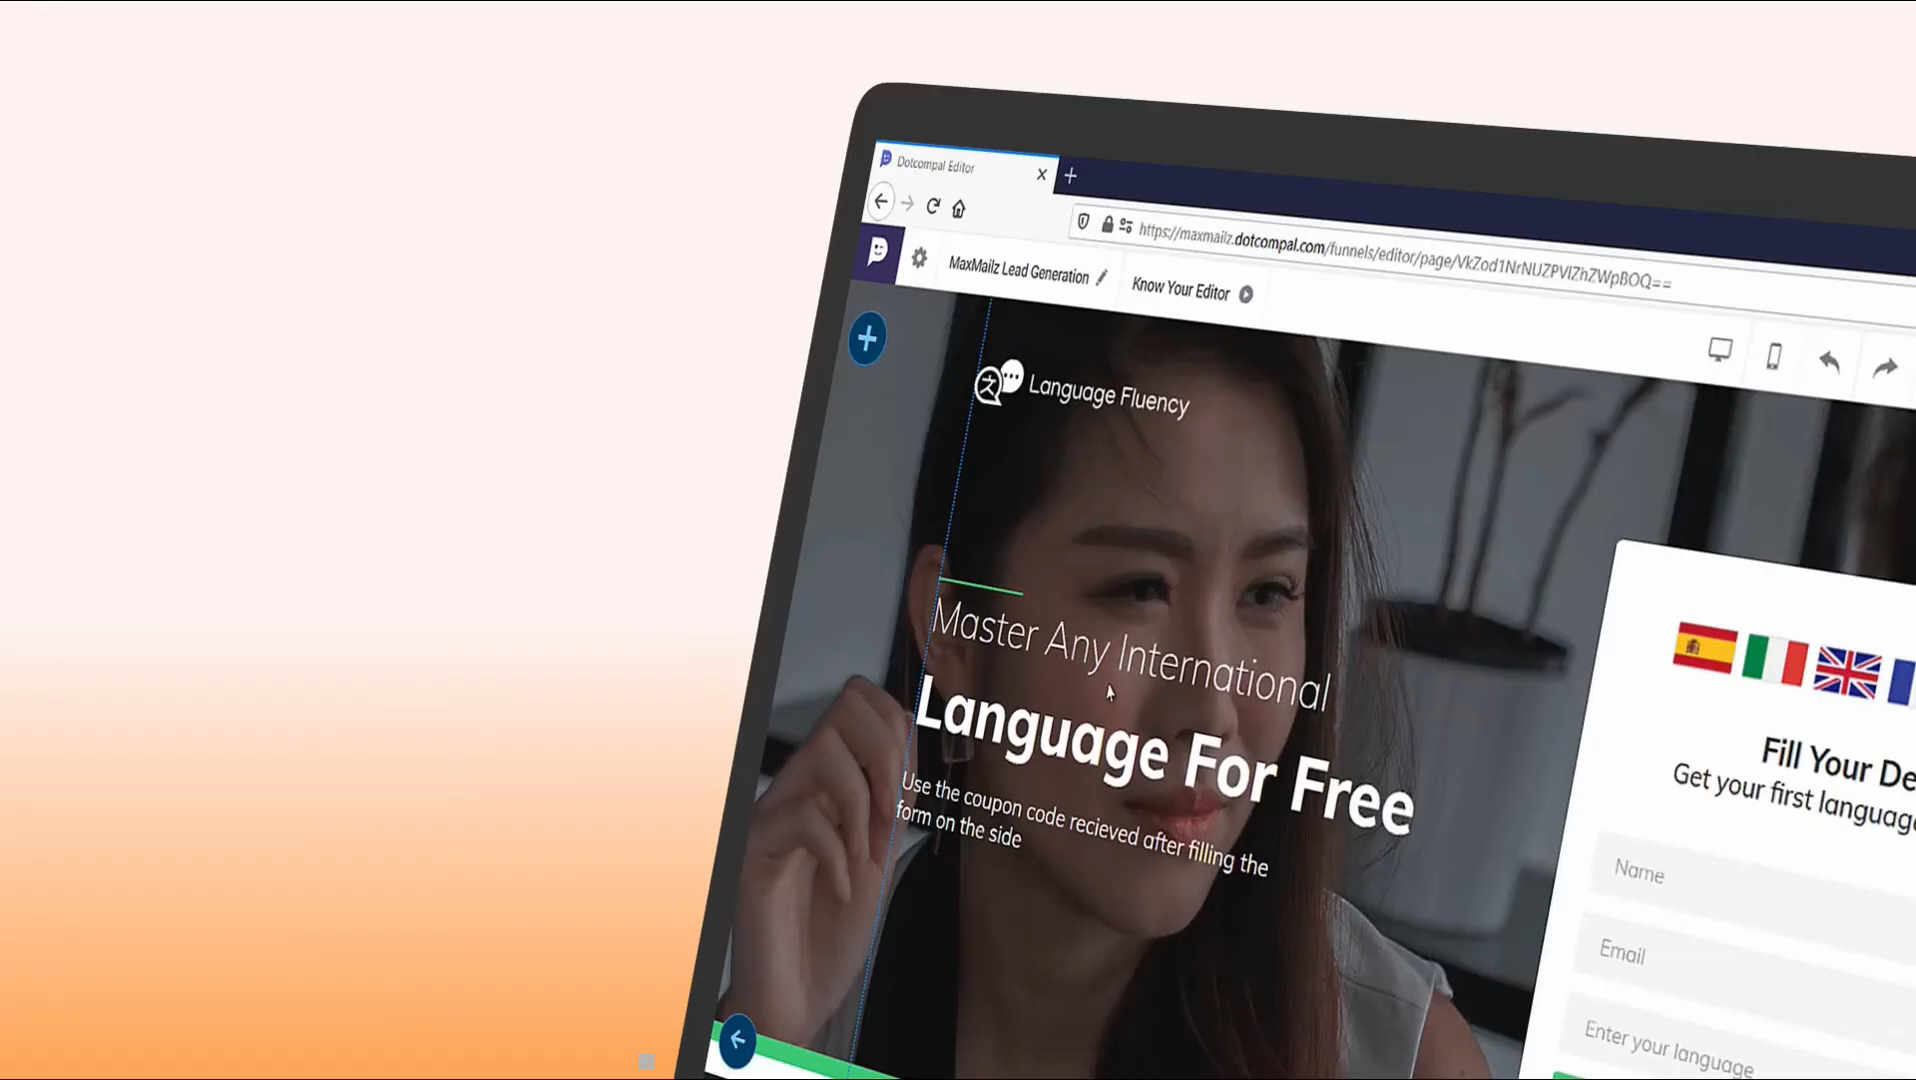 Dotcompal Editor
https://maxmailz.dotcompal.com/funnels/editor/page/VkZod1NrNUZPVlZhZWpBOQ==
MaxMailz Lead Generation
Know Your Editor
文
Language Fluency
Master Any International
Language For Free
Use the coupon code recieved after filling the
form on the side
Fill Your De
Get your first language
Name
Email
Enter your language